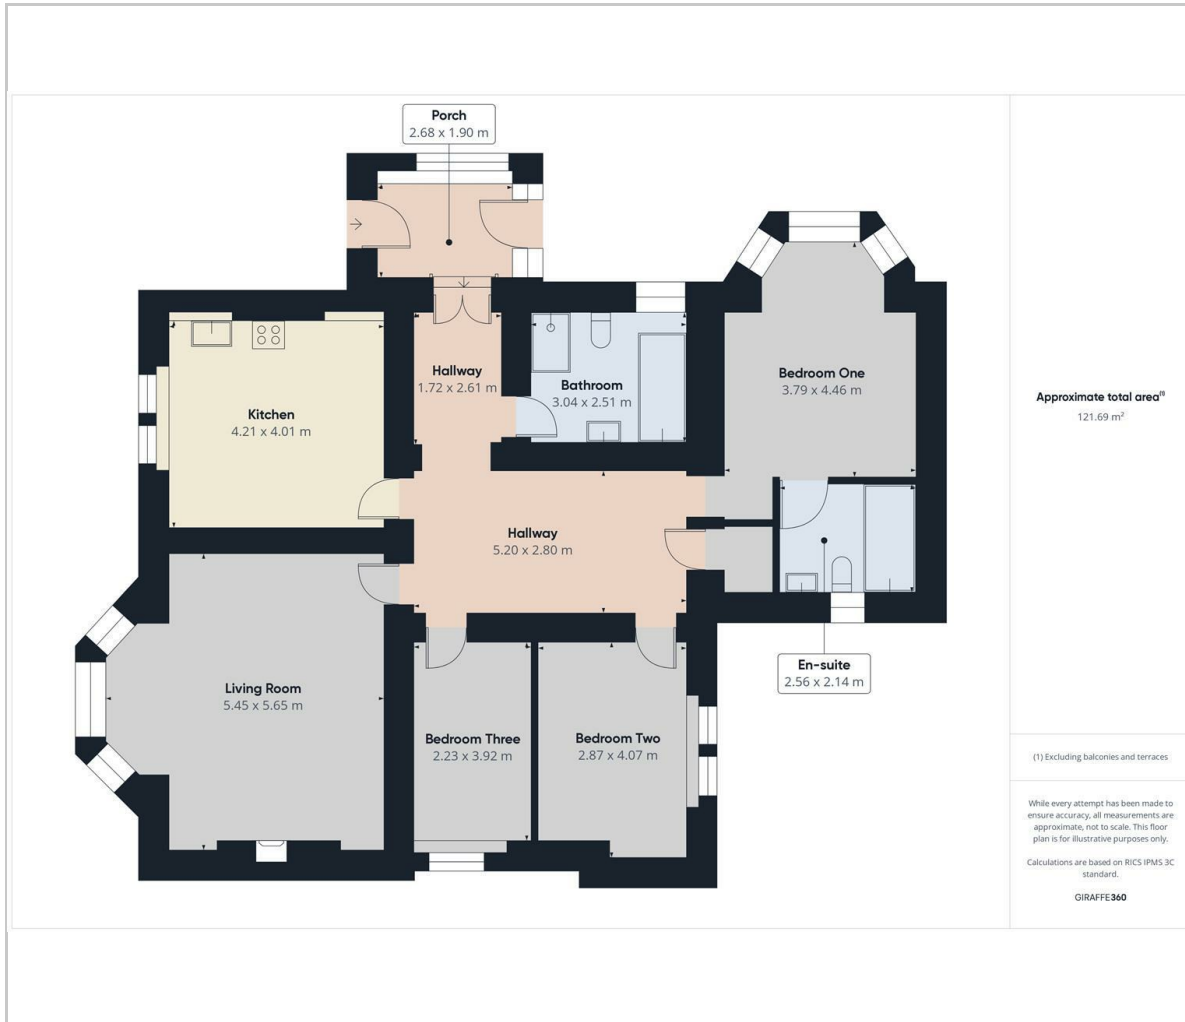 Porch
2.68 x 1.90 m
Hallway
1.72 x 2.61 m
Bathroom
3.04 x 2.51 m
Bedroom One
3.79 x 4.46 m
Kitchen
4.21 x 4.01 m
Hallway
5.20 x 2.80 m
Living Room
5.45 x 5.65 m
Bedroom Three
2.23 x 3.92 m
Bedroom Two
2.87 x 4.07 m
En-suite
2.56 x 2.14 m
Approximate total area⁽¹⁾
121.69 m²
(1) Excluding balconies and terraces
While every attempt has been made to
ensure accuracy, all measurements are
approximate, not to scale. This floor
plan is for illustrative purposes only.
Calculations are based on RICS IPMS 3C
standard.
GIRAFFE360